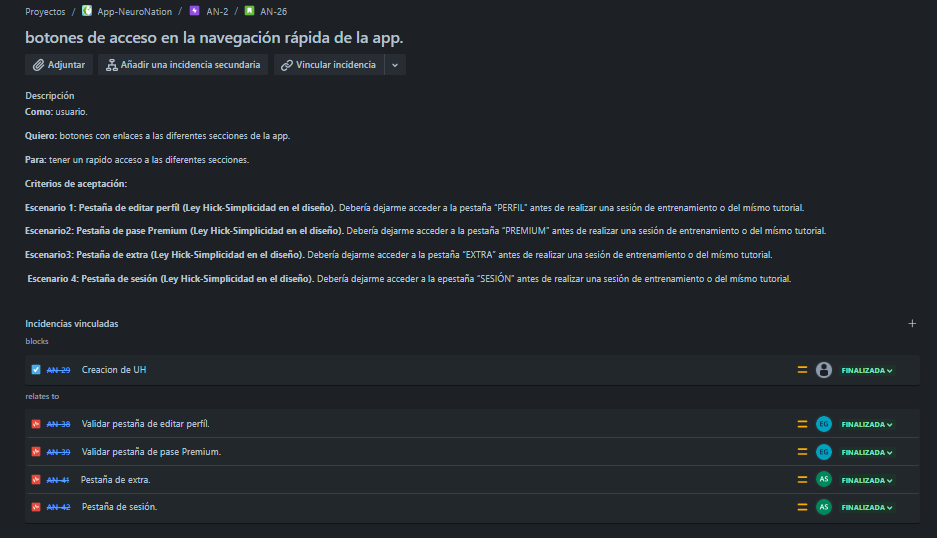 Proyectos / App-NeuroNation / AN-2 / AN-26
botones de acceso en la navegación rápida de la app.
Adjuntar Añadir una incidencia secundaria Vincular incidencia
Descripción
Como: usuario.
Quiero: botones con enlaces a las diferentes secciones de la app.
Para: tener un rapido acceso a las diferentes secciones.
Criterios de aceptación:
Escenario 1: Pestaña de editar perfíl (Ley Hick-Simplicidad en el diseño). Debería dejarme acceder a la pestaña “PERFIL” antes de realizar una sesión de entrenamiento o del mísmo tutorial.
Escenario2: Pestaña de pase Premium (Ley Hick-Simplicidad en el diseño). Debería dejarme acceder a la pestaña “PREMIUM” antes de realizar una sesión de entrenamiento o del mísmo tutorial.
Escenario3: Pestaña de extra (Ley Hick-Simplicidad en el diseño). Debería dejarme acceder a la pestaña “EXTRA” antes de realizar una sesión de entrenamiento o del mísmo tutorial.
Escenario 4: Pestaña de sesión (Ley Hick-Simplicidad en el diseño). Debería dejarme acceder a la epestaña “SESIÓN” antes de realizar una sesión de entrenamiento o del mísmo tutorial.
Incidencias vinculadas
blocks
AN-29 Creacion de UH FINALIZADA
relates to
AN-38 Validar pestaña de editar perfíl. EG FINALIZADA
AN-39 Validar pestaña de pase Premium. EG FINALIZADA
AN-41 Pestaña de extra. AS FINALIZADA
AN-42 Pestaña de sesión. AS FINALIZADA